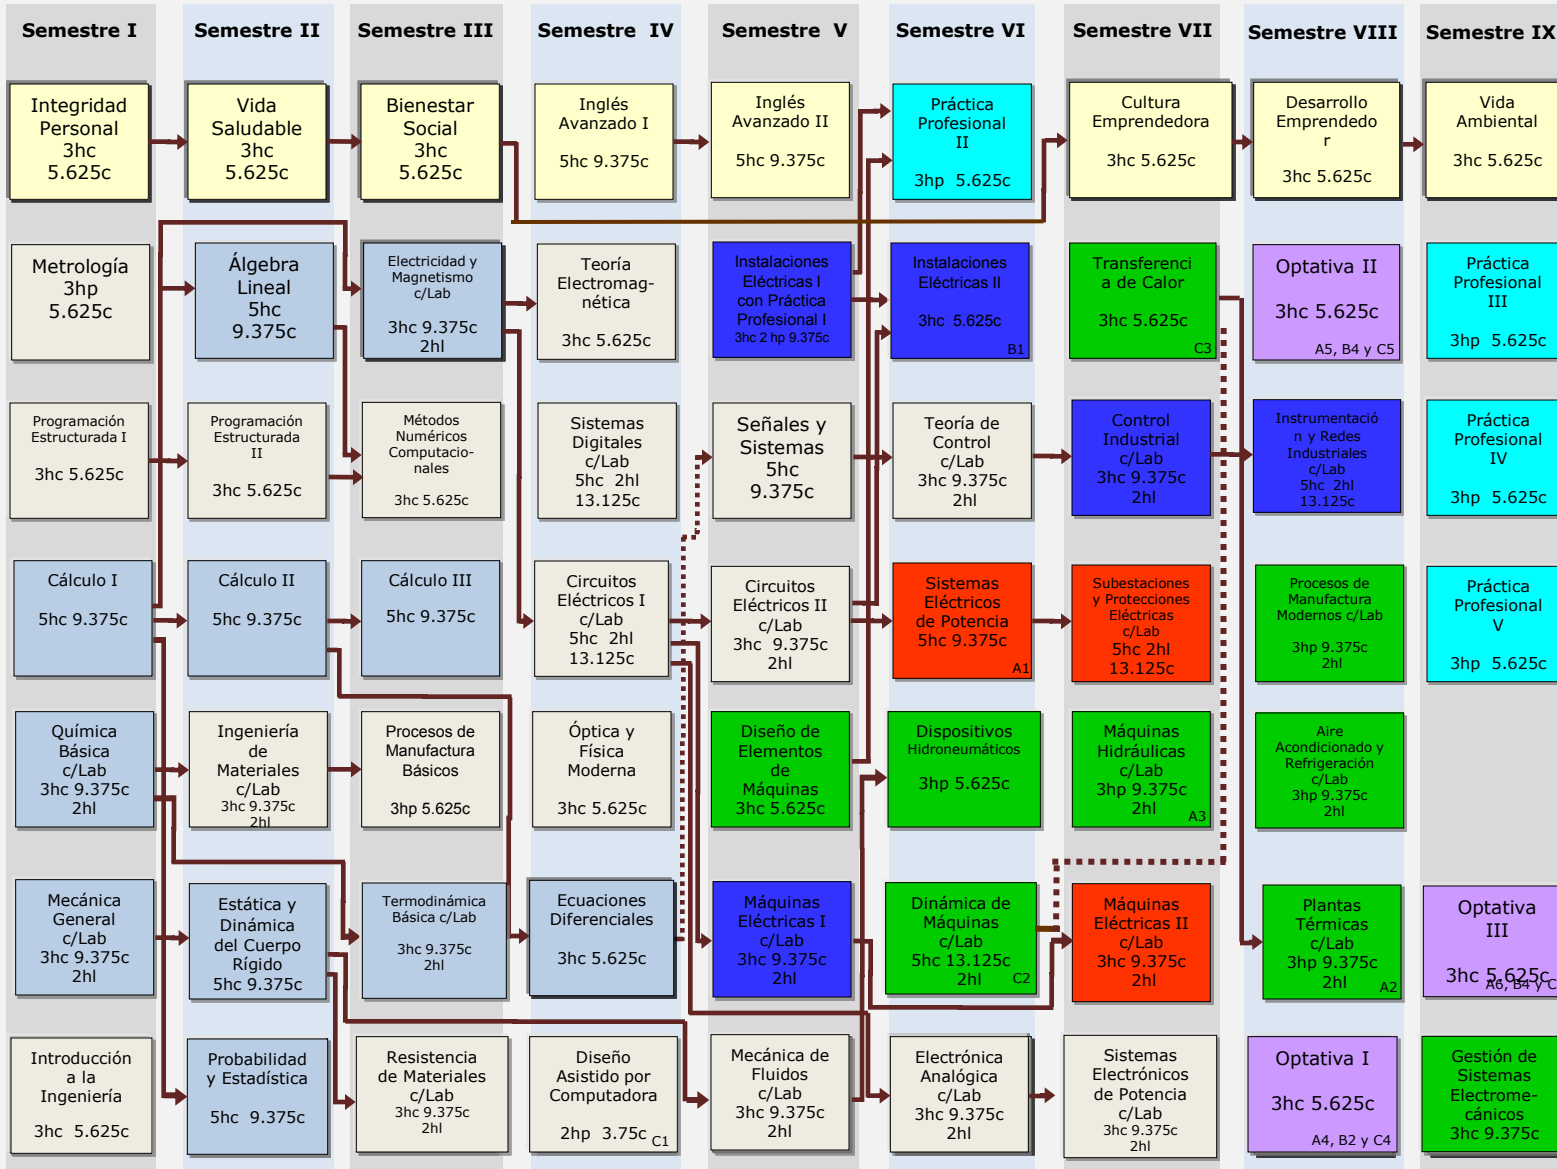 Semestre I
Semestre II
Semestre III
Semestre  IV
Semestre  V
Semestre VI
Semestre VII
Semestre VIII
Semestre IX
Integridad
Personal
3hc
5.625c
Vida
Saludable
3hc
5.625c
Bienestar
Social
3hc
5.625c
Inglés
Avanzado I
5hc 9.375c
Inglés
Avanzado II
5hc 9.375c
Práctica
Profesional
II
3hp  5.625c
Cultura
Emprendedora
3hc 5.625c
Desarrollo
Emprendedo
r
3hc 5.625c
Vida
Ambiental
3hc 5.625c
Metrología
3hp
5.625c
Álgebra
Lineal
5hc
9.375c
Electricidad y
Magnetismo
c/Lab
3hc 9.375c
2hl
Teoría
Electromag-
nética
3hc 5.625c
Instalaciones
Eléctricas I
con Práctica
Profesional I
3hc 2 hp 9.375c
Instalaciones
Eléctricas II
3hc  5.625c
B1
Transferenci
a de Calor
3hc 5.625c
C3
Optativa II
3hc 5.625c
A5, B4 y C5
Práctica
Profesional
III
3hp  5.625c
Programación
Estructurada I
3hc 5.625c
Programación
Estructurada
II
3hc 5.625c
Métodos
Numéricos
Computacio-
nales
3hc 5.625c
Sistemas
Digitales
c/Lab
5hc  2hl
13.125c
Señales y
Sistemas
5hc
9.375c
Teoría de
Control
c/Lab
3hc 9.375c
2hl
Control
Industrial
c/Lab
3hc 9.375c
2hl
Instrumentació
n y Redes
Industriales
c/Lab
5hc  2hl
13.125c
Práctica
Profesional
IV
3hp  5.625c
Cálculo I
5hc  9.375c
Cálculo II
5hc  9.375c
Cálculo III
5hc  9.375c
Circuitos
Eléctricos I
c/Lab
5hc  2hl
13.125c
Circuitos
Eléctricos II
c/Lab
3hc  9.375c
2hl
Sistemas
Eléctricos
de Potencia
5hc 9.375c
A1
Subestaciones
y Protecciones
Eléctricas
c/Lab
5hc 2hl
13.125c
Procesos de
Manufactura
Modernos c/Lab
3hp 9.375c
2hl
Práctica
Profesional
V
3hp  5.625c
Química
Básica
c/Lab
3hc 9.375c
2hl
Ingeniería
de
Materiales
c/Lab
3hc 9.375c
2hl
Procesos de
Manufactura
Básicos
3hp 5.625c
Óptica y
Física
Moderna
3hc 5.625c
Diseño de
Elementos
de
Máquinas
3hc 5.625c
Dispositivos
Hidroneumáticos
3hp 5.625c
Máquinas
Hidráulicas
c/Lab
3hp 9.375c
2hl
A3
Aire
Acondicionado y
Refrigeración
c/Lab
3hp 9.375c
2hl
Mecánica
General
c/Lab
3hc 9.375c
2hl
Estática y
Dinámica
del Cuerpo
Rígido
5hc 9.375c
Termodinámica
Básica c/Lab
3hc 9.375c
2hl
Ecuaciones
Diferenciales
3hc 5.625c
Máquinas
Eléctricas I
c/Lab
3hc 9.375c
2hl
Dinámica de
Máquinas
c/Lab
5hc 13.125c
2hl
C2
Máquinas
Eléctricas II
c/Lab
3hc 9.375c
2hl
Plantas
Térmicas
c/Lab
3hp 9.375c
2hl
A2
Optativa
III
3hc 5.625c
A6, B4 y C
Introducción
a la
Ingeniería
3hc  5.625c
Probabilidad
y Estadística
5hc  9.375c
Resistencia
de Materiales
c/Lab
3hc 9.375c
2hl
Diseño
Asistido por
Computadora
2hp  3.75c
C1
Mecánica de
Fluidos
c/Lab
3hc 9.375c
2hl
Electrónica
Analógica
c/Lab
3hc 9.375c
2hl
Sistemas
Electrónicos
de Potencia
c/Lab
3hc 9.375c
2hl
Optativa I
3hc 5.625c
A4, B2 y C4
Gestión de
Sistemas
Electrome-
cánicos
3hc 9.375c